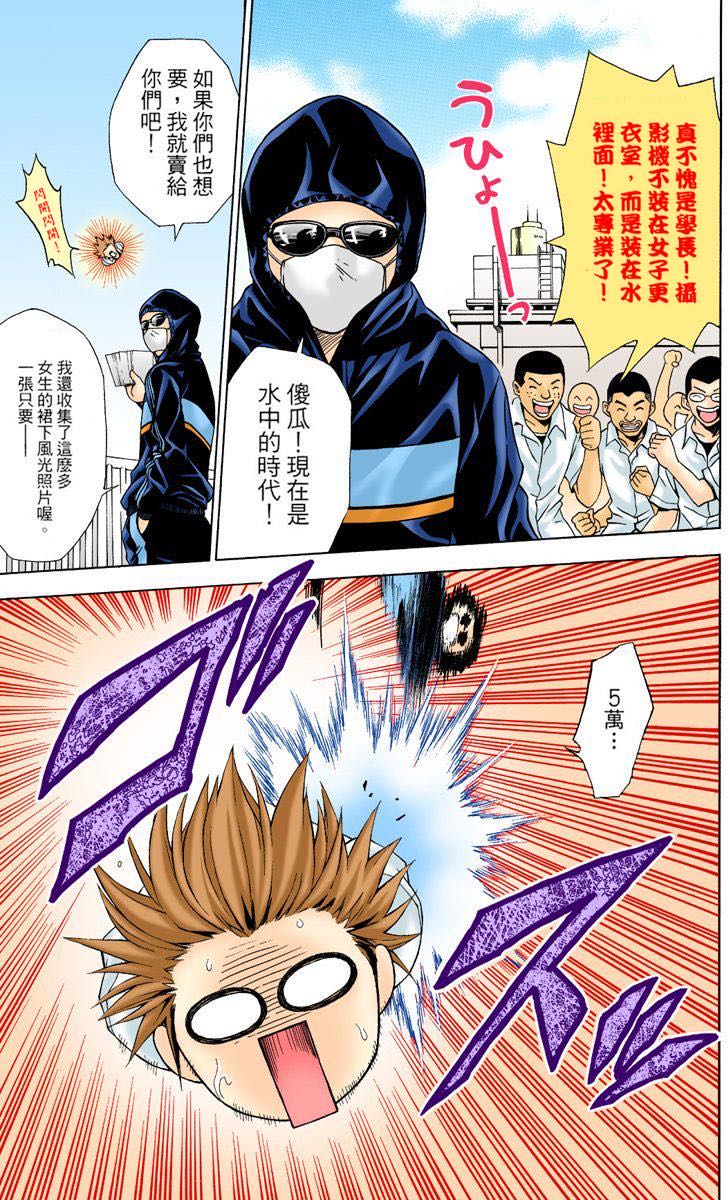 真不愧是學長！攝
影機不裝在女子更
衣室，而是裝在水
裡面！太專業了！
うひょーっ
傻瓜！現在是
水中的時代！
如果你們也想
要，我就賣給
你們吧！
閃開閃開！
我還收集了這麼多
女生的裙下風光照片喔。
一張只要——
5萬…
ゴッ
スッ